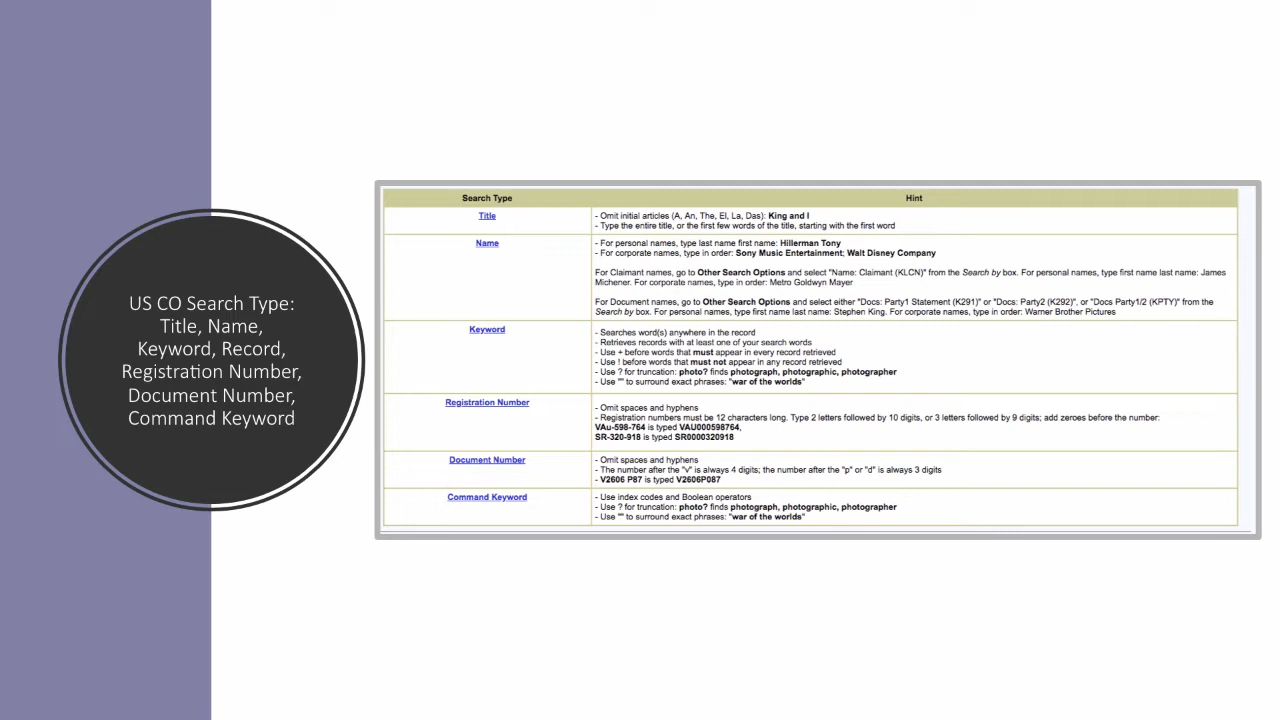 US CO Search Type:
Title, Name,
Keyword, Record,
Registration Number,
Document Number,
Command Keyword
Search Type Hint
Title
- Omit initial articles (A, An, The, El, La, Das): King and I
- Type the entire title, or the first few words of the title, starting with the first word
Name
- For personal names, type last name first name: Hillerman Tony
- For corporate names, type in order: Sony Music Entertainment; Walt Disney Company
For Claimant names, go to Other Search Options and select "Name: Claimant (KLCN)" from the Search by box. For personal names, type first name last name: James
Michener. For corporate names, type in order: Metro Goldwyn Mayer
For Document names, go to Other Search Options and select either "Docs: Party1 Statement (K291)" or "Docs: Party2 (K292)", or "Docs Party1/2 (KPTY)" from the
Search by box. For personal names, type first name last name: Stephen King. For corporate names, type in order: Warner Brother Pictures
Keyword
- Searches word(s) anywhere in the record
- Retrieves records with at least one of your search words
- Use + before words that must appear in every record retrieved
- Use ! before words that must not appear in any record retrieved
- Use ? for truncation: photo? finds photograph, photographic, photographer
- Use "" to surround exact phrases: "war of the worlds"
Registration Number
- Omit spaces and hyphens
- Registration numbers must be 12 characters long. Type 2 letters followed by 10 digits, or 3 letters followed by 9 digits; add zeroes before the number:
VAu-598-764 is typed VAU000598764,
SR-320-918 is typed SR0000320918
Document Number
- Omit spaces and hyphens
- The number after the "v" is always 4 digits; the number after the "p" or "d" is always 3 digits
- V2606 P87 is typed V2606P087
Command Keyword
- Use index codes and Boolean operators
- Use ? for truncation: photo? finds photograph, photographic, photographer
- Use "" to surround exact phrases: "war of the worlds"